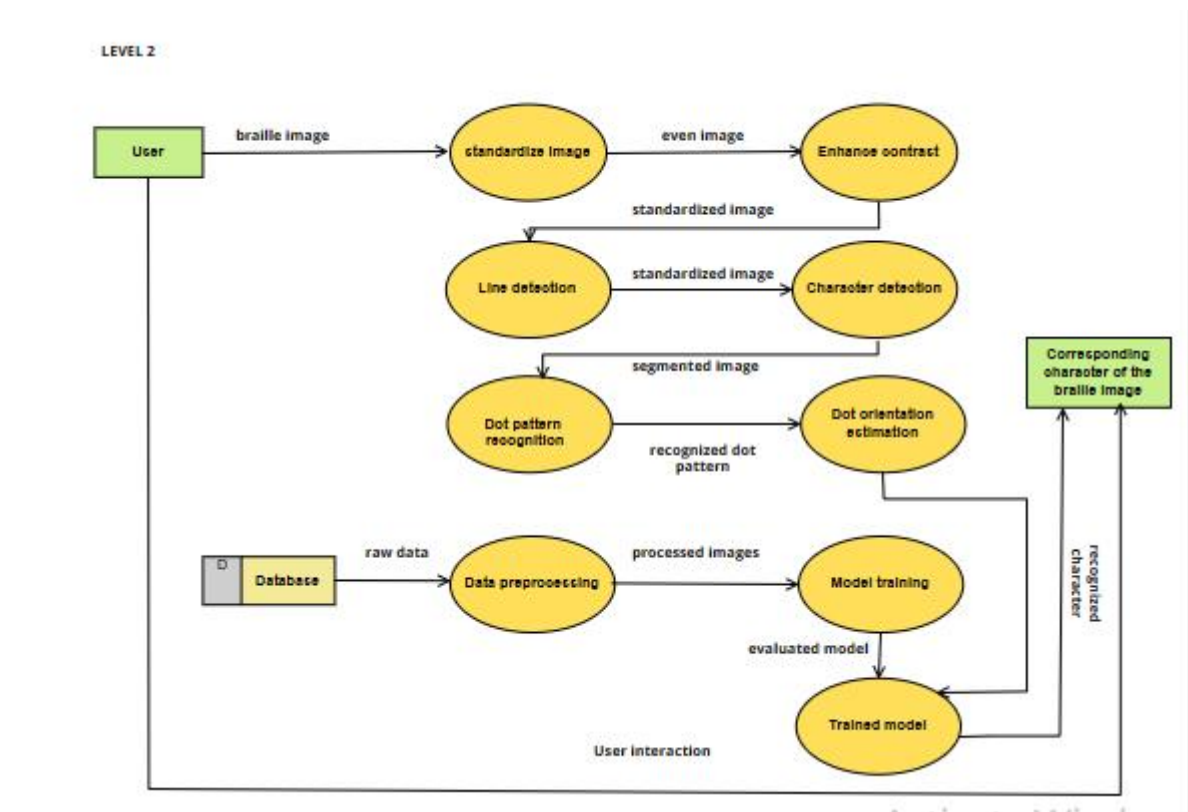 LEVEL 2
braille image
even image
User
standardize image
Enhance contract
standardized image
Line detection
standardized image
Character detection
segmented image
Corresponding
character of the
braille image
Dot pattern
recognition
recognized dot
pattern
Dot orientation
estimation
raw data
processed images
D
Database
Data preprocessing
Model training
recognized
character
evaluated model
Trained model
User interaction